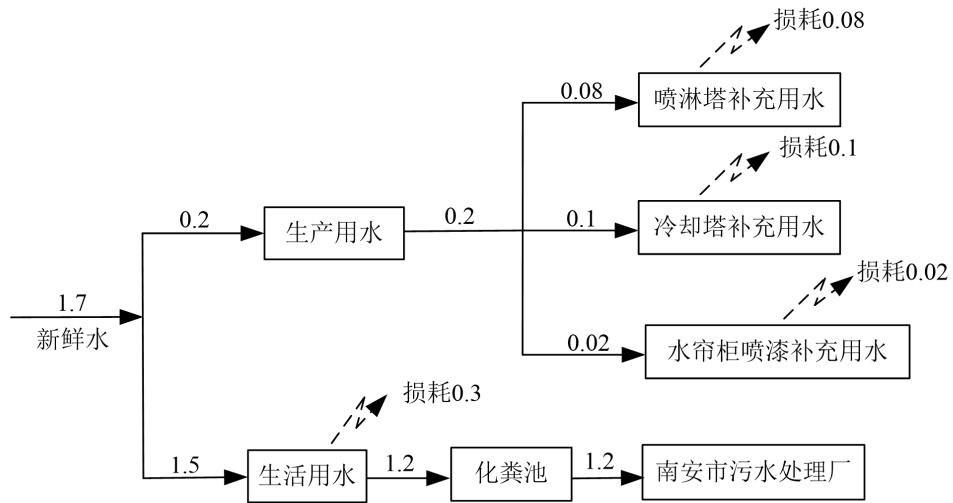 损耗0.08
0.08
喷淋塔补充用水
损耗0.1
0.2
生产用水
0.2
0.1
冷却塔补充用水
损耗0.02
1.7
新鲜水
0.02
水帘柜喷漆补充用水
损耗0.3
1.5
生活用水
1.2
化粪池
1.2
南安市污水处理厂